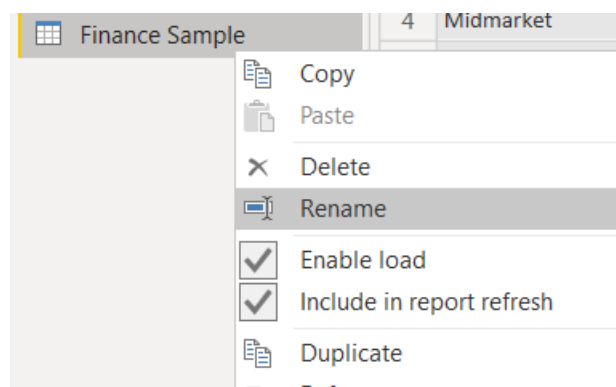 Finance Sample
4 Midmarket
Copy
Paste
Delete
Rename
Enable load
Include in report refresh
Duplicate